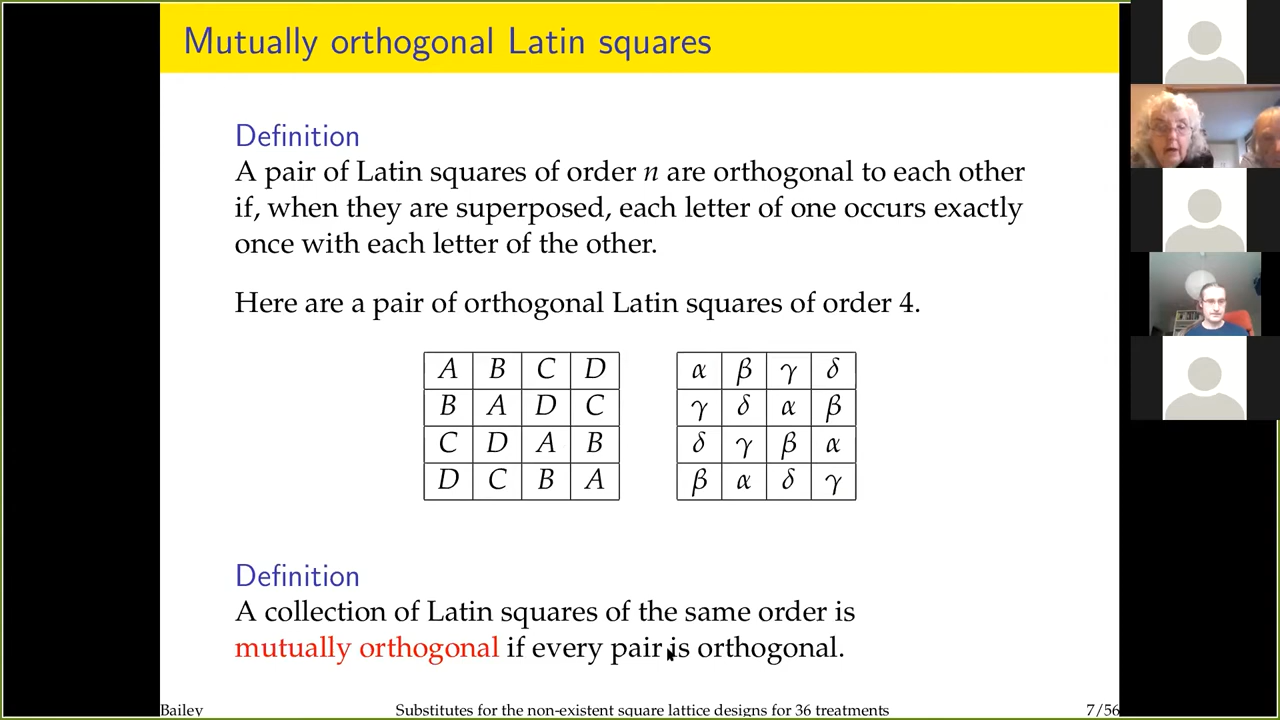 Mutually orthogonal Latin squares
Definition
A pair of Latin squares of order n are orthogonal to each other
if, when they are superposed, each letter of one occurs exactly
once with each letter of the other.
Here are a pair of orthogonal Latin squares of order 4.
A B C D
B A D C
C D A B
D C B A
α β γ δ
γ δ α β
δ γ β α
β α δ γ
Definition
A collection of Latin squares of the same order is
mutually orthogonal if every pair is orthogonal.
Bailey
Substitutes for the non-existent square lattice designs for 36 treatments
7/56